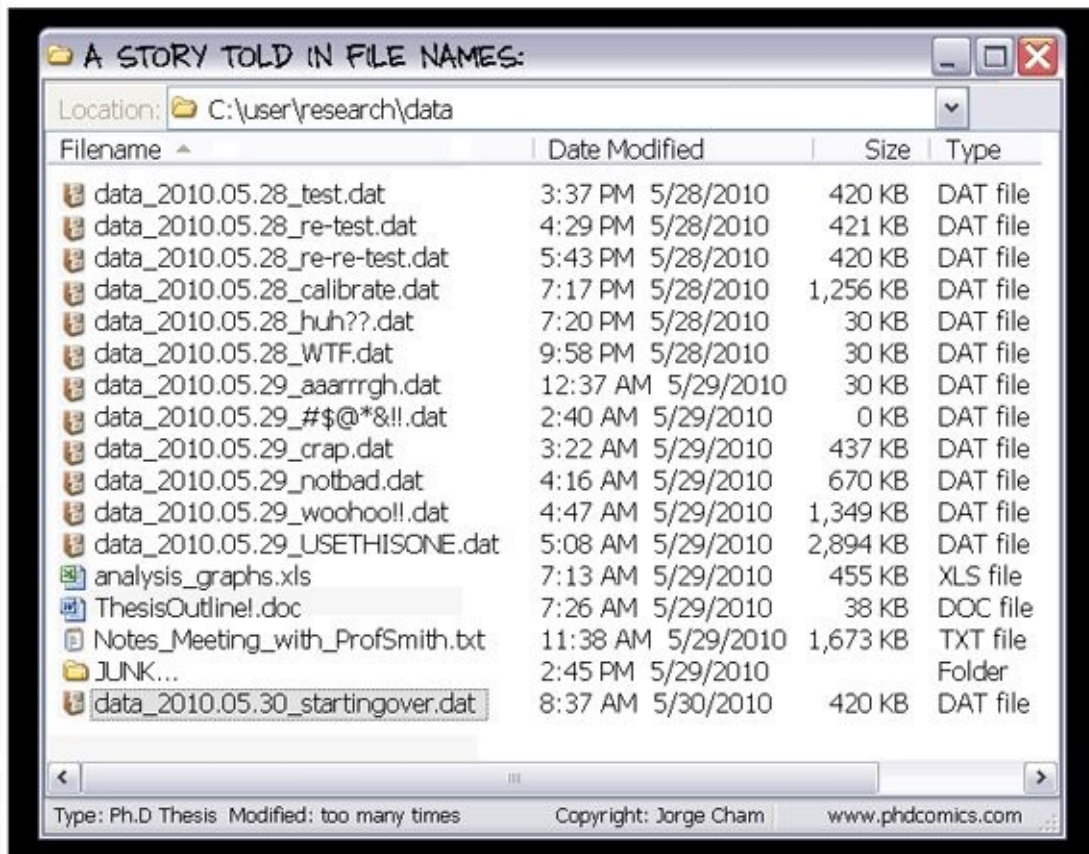 A STORY TOLD IN FILE NAMES:
Location: C:\user\research\data
Filename Date Modified Size Type
data_2010.05.28_test.dat 3:37 PM 5/28/2010 420 KB DAT file
data_2010.05.28_re-test.dat 4:29 PM 5/28/2010 421 KB DAT file
data_2010.05.28_re-re-test.dat 5:43 PM 5/28/2010 420 KB DAT file
data_2010.05.28_calibrate.dat 7:17 PM 5/28/2010 1,256 KB DAT file
data_2010.05.28_huh??.dat 7:20 PM 5/28/2010 30 KB DAT file
data_2010.05.28_WTF.dat 9:58 PM 5/28/2010 30 KB DAT file
data_2010.05.29_aaarrrgh.dat 12:37 AM 5/29/2010 30 KB DAT file
data_2010.05.29_#$@*&!!.dat 2:40 AM 5/29/2010 0 KB DAT file
data_2010.05.29_crap.dat 3:22 AM 5/29/2010 437 KB DAT file
data_2010.05.29_notbad.dat 4:16 AM 5/29/2010 670 KB DAT file
data_2010.05.29_woohoo!!.dat 4:47 AM 5/29/2010 1,349 KB DAT file
data_2010.05.29_USETHISONE.dat 5:08 AM 5/29/2010 2,894 KB DAT file
analysis_graphs.xls 7:13 AM 5/29/2010 455 KB XLS file
ThesisOutline!.doc 7:26 AM 5/29/2010 38 KB DOC file
Notes_Meeting_with_ProfSmith.txt 11:38 AM 5/29/2010 1,673 KB TXT file
JUNK... 2:45 PM 5/29/2010 Folder
data_2010.05.30_startingover.dat 8:37 AM 5/30/2010 420 KB DAT file
Type: Ph.D Thesis Modified: too many times Copyright: Jorge Cham www.phdcomics.com